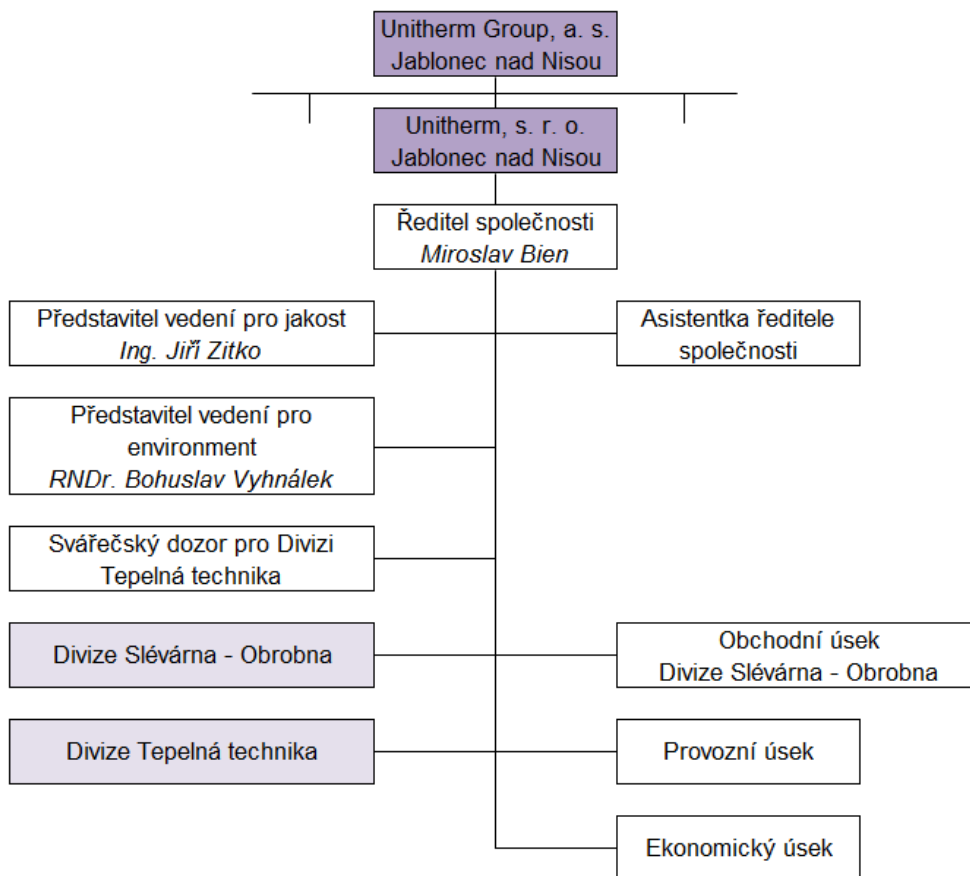 Unitherm Group, a. s.
Jablonec nad Nisou
Unitherm, s. r. o.
Jablonec nad Nisou
Ředitel společnosti
Miroslav Bien
Představitel vedení pro jakost
Ing. Jiří Zitko
Asistentka ředitele
společnosti
Představitel vedení pro
environment
RNDr. Bohuslav Vyhnálek
Svářečský dozor pro Divizi
Tepelná technika
Divize Slévárna - Obrobna
Obchodní úsek
Divize Slévárna - Obrobna
Divize Tepelná technika
Provozní úsek
Ekonomický úsek